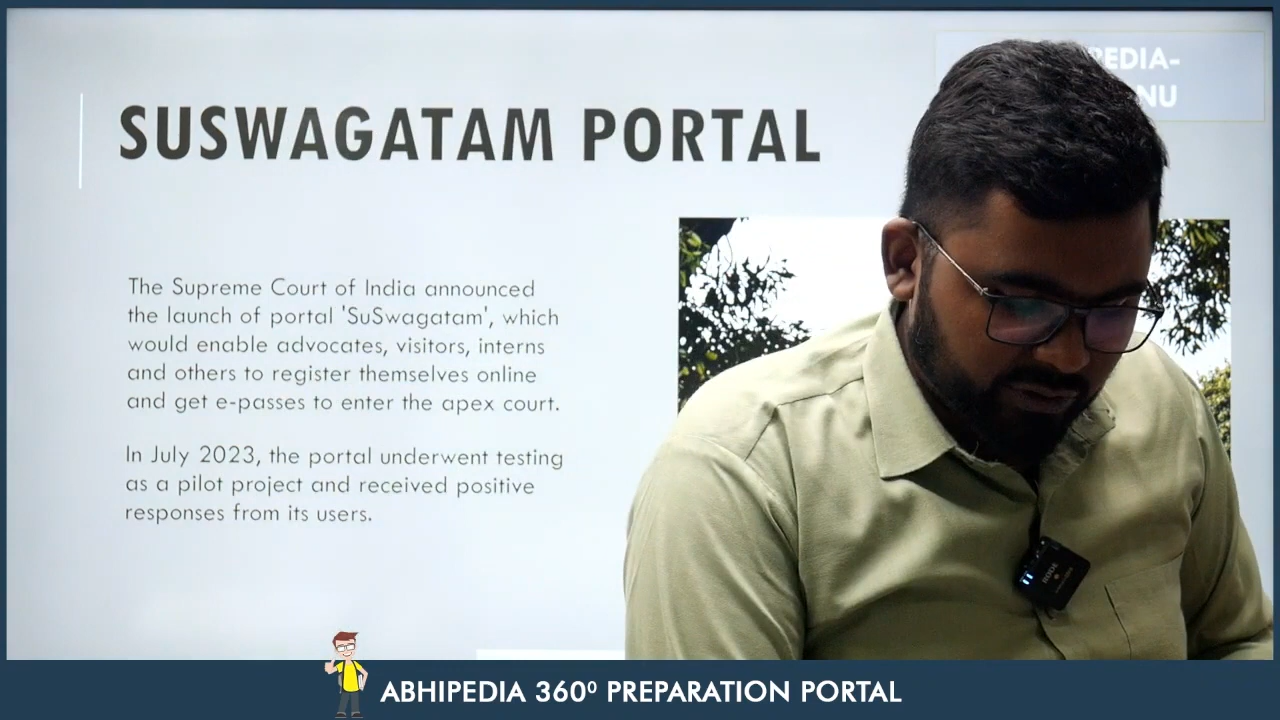 SUSWAGATAM PORTAL
The Supreme Court of India announced
the launch of portal 'SuSwagatam', which
would enable advocates, visitors, interns
and others to register themselves online
and get e-passes to enter the apex court.
In July 2023, the portal underwent testing
as a pilot project and received positive
responses from its users.
RODE
ABHIPEDIA 360⁰ PREPARATION PORTAL